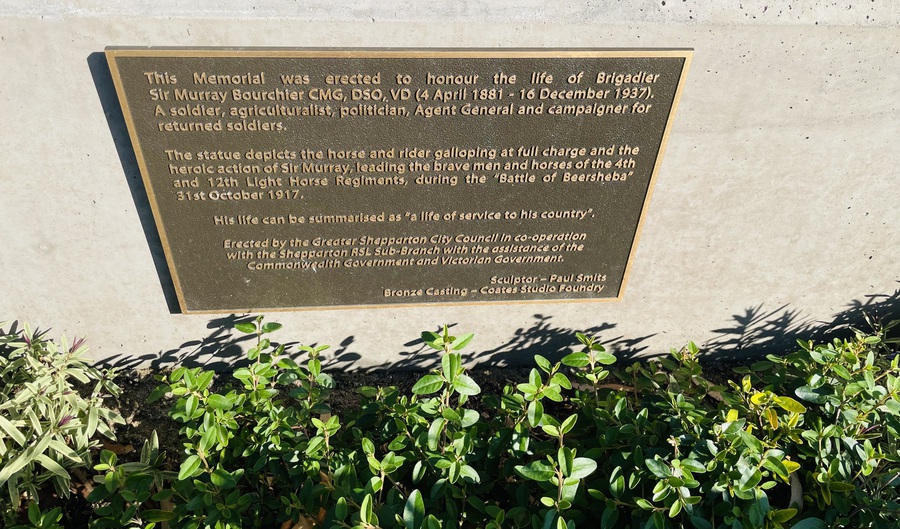 This Memorial was erected to honour the life of Brigadier
Sir Murray Bourchier CMG, DSO, VD (4 April 1881 - 16 December 1937).
A soldier, agriculturalist, politician, Agent General and campaigner for
returned soldiers.
The statue depicts the horse and rider galloping at full charge and the
heroic action of Sir Murray, leading the brave men and horses of the 4th
and 12th Light Horse Regiments, during the "Battle of Beersheba"
31st October 1917.
His life can be summarised as "a life of service to his country".
Erected by the Greater Shepparton City Council in co-operation
with the Shepparton RSL Sub-Branch with the assistance of the
Commonwealth Government and Victorian Government.
Sculptor – Paul Smits
Bronze Casting – Coates Studio Foundry